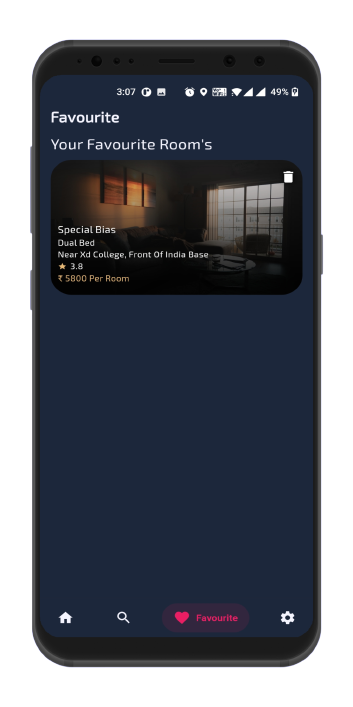 3:07 49%
Favourite
Your Favourite Room's
Special Bias
Dual Bed
Near Xd College, Front Of India Base
3.8
₹ 5800 Per Room
Favourite